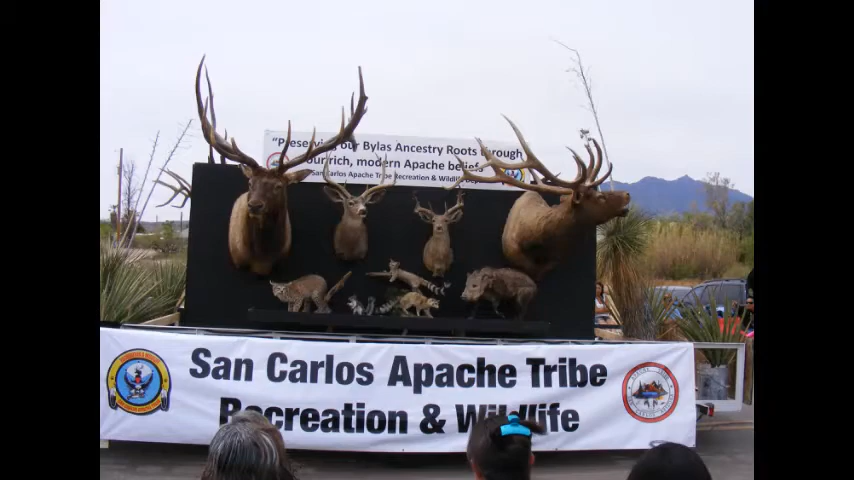 "Preserving our Bylas Ancestry Roots through
our rich, modern Apache beliefs
San Carlos Apache Tribe Recreation & Wildlife
San Carlos Apache Tribe
Recreation & Wildlife